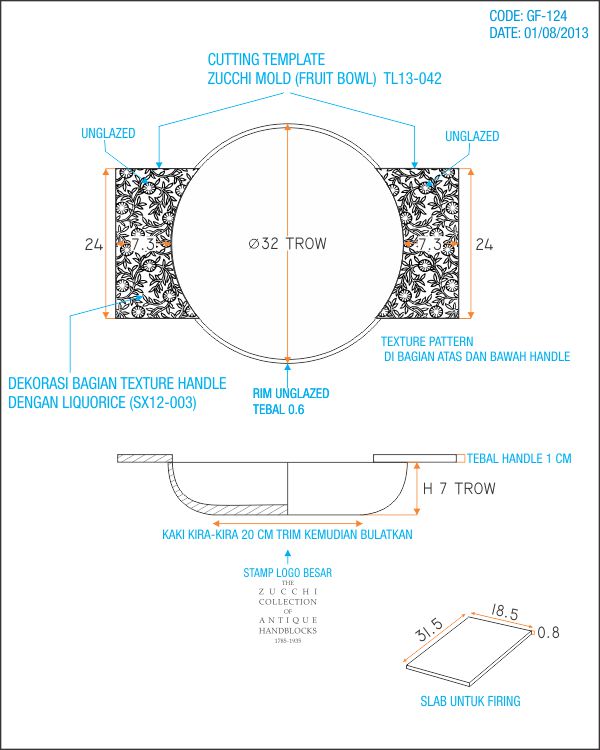 CODE: GF-124
DATE: 01/08/2013
CUTTING TEMPLATE
ZUCCHI MOLD (FRUIT BOWL)  TL13-042
UNGLAZED
UNGLAZED
24
7.3
Ø32 TROW
7.3
24
TEXTURE PATTERN
DI BAGIAN ATAS DAN BAWAH HANDLE
DEKORASI BAGIAN TEXTURE HANDLE
DENGAN LIQUORICE (SX12-003)
RIM UNGLAZED
TEBAL 0.6
TEBAL HANDLE 1 CM
H 7 TROW
KAKI KIRA-KIRA 20 CM TRIM KEMUDIAN BULATKAN
STAMP LOGO BESAR
THE
ZUCCHI
COLLECTION
OF
ANTIQUE
HANDBLOCKS
1785-1935
31.5
18.5
0.8
SLAB UNTUK FIRING